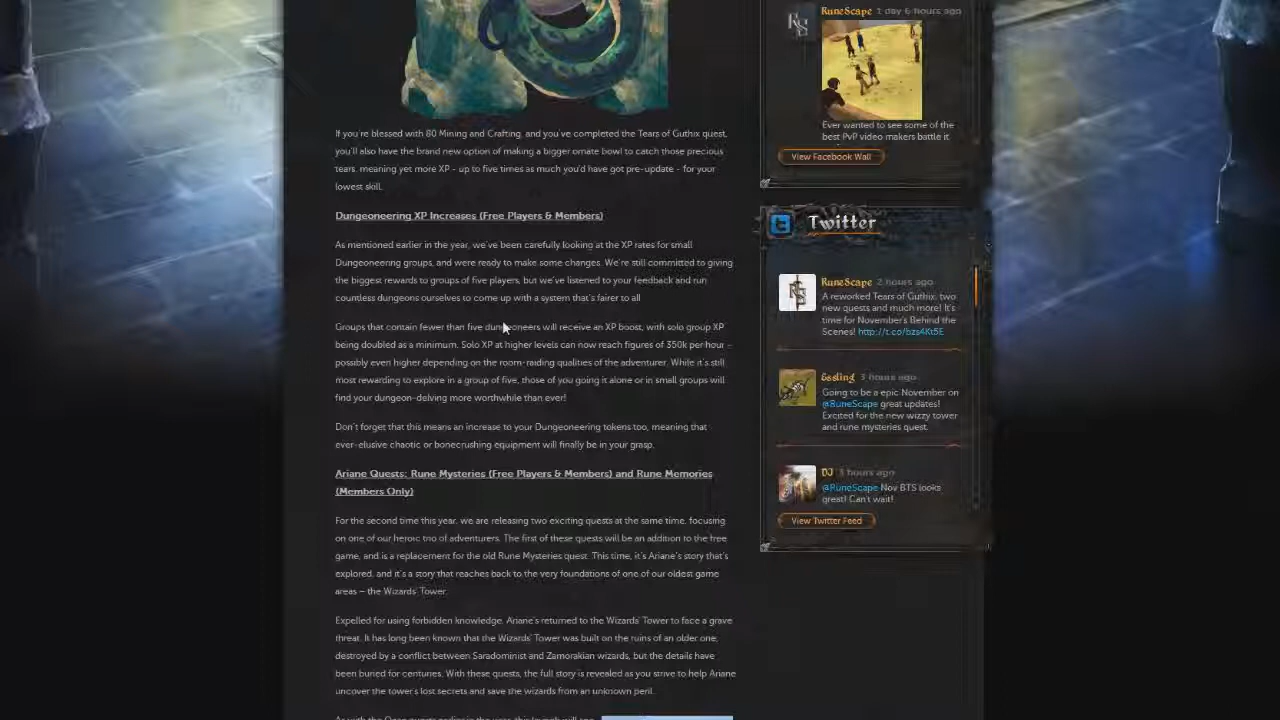 If you're blessed with 80 Mining and Crafting, and you've completed the Tears of Guthix quest,
you'll also have the brand new option of making a bigger ornate bowl to catch those precious
tears, meaning yet more XP - up to five times as much you'd have got pre-update - for your
lowest skill.
Dungeoneering XP Increases (Free Players & Members)
As mentioned earlier in the year, we've been carefully looking at the XP rates for small
Dungeoneering groups, and were ready to make some changes. We're still committed to giving
the biggest rewards to groups of five players, but we've listened to your feedback and run
countless dungeons ourselves to come up with a system that's fairer to all
Groups that contain fewer than five dungeoneers will receive an XP boost, with solo group XP
being doubled as a minimum. Solo XP at higher levels can now reach figures of 350k per hour –
possibly even higher depending on the room-raiding qualities of the adventurer. While it's still
most rewarding to explore in a group of five, those of you going it alone or in small groups will
find your dungeon-delving more worthwhile than ever!
Don't forget that this means an increase to your Dungeoneering tokens too, meaning that
ever-elusive chaotic or bonecrushing equipment will finally be in your grasp.
Ariane Quests: Rune Mysteries (Free Players & Members) and Rune Memories
(Members Only)
For the second time this year, we are releasing two exciting quests at the same time, focusing
on one of our heroic trio of adventurers. The first of these quests will be an addition to the free
game, and is a replacement for the old Rune Mysteries quest. This time, it's Ariane's story that's
explored, and it's a story that reaches back to the very foundations of one of our oldest game
areas – the Wizards' Tower.
Expelled for using forbidden knowledge, Ariane's returned to the Wizards' Tower to face a grave
threat. It has long been known that the Wizards' Tower was built on the ruins of an older one,
destroyed by a conflict between Saradominist and Zamorakian wizards, but the details have
been buried for centuries. With these quests, the full story is revealed as you strive to help Ariane
uncover the tower's lost secrets and save the wizards from an unknown peril.
RuneScape 1 day 6 hours ago
Ever wanted to see some of the
best PvP video makers battle it
View Facebook Wall
Twitter
RuneScape 2 hours ago
A reworked Tears of Guthix, two
new quests and much more! It's
time for November's Behind the
Scenes! http://t.co/bzs4Kt5E
Ssling 3 hours ago
Going to be a epic November on
@RuneScape great updates!
Excited for the new wizzy tower
and rune mysteries quest.
DJ 3 hours ago
@RuneScape Nov BTS looks
great! Can't wait!
View Twitter Feed